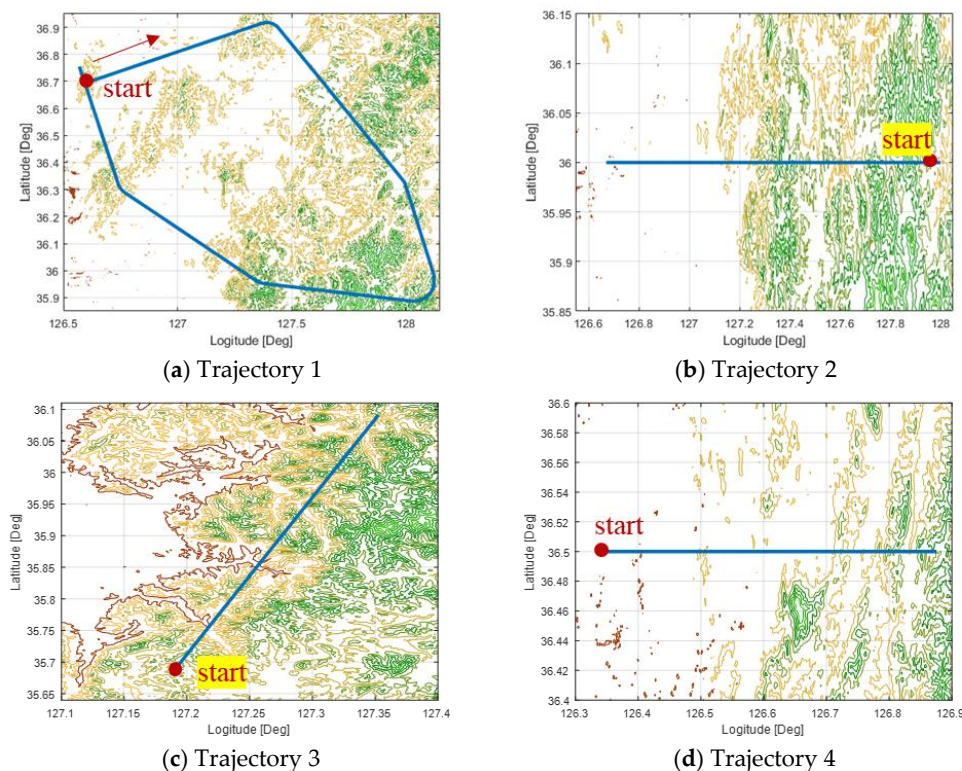 Latitude [Deg]
36.9
36.8
36.7
36.6
36.5
36.4
36.3
36.2
36.1
36
35.9
start
126.5 127 127.5 128
Logitude [Deg]
(a) Trajectory 1
Latitude [Deg]
36.15
36.1
36.05
36
35.95
35.9
35.85
start
126.6 126.8 127 127.2 127.4 127.6 127.8 128
Logitude [Deg]
(b) Trajectory 2
Latitude [Deg]
36.1
36.05
36
35.95
35.9
35.85
35.8
35.75
35.7
35.65
start
127.1 127.15 127.2 127.25 127.3 127.35 127.4
Logitude [Deg]
(c) Trajectory 3
Latitude [Deg]
36.6
36.58
36.56
36.54
36.52
36.5
36.48
36.46
36.44
36.42
36.4
start
126.3 126.4 126.5 126.6 126.7 126.8 126.9
Logitude [Deg]
(d) Trajectory 4